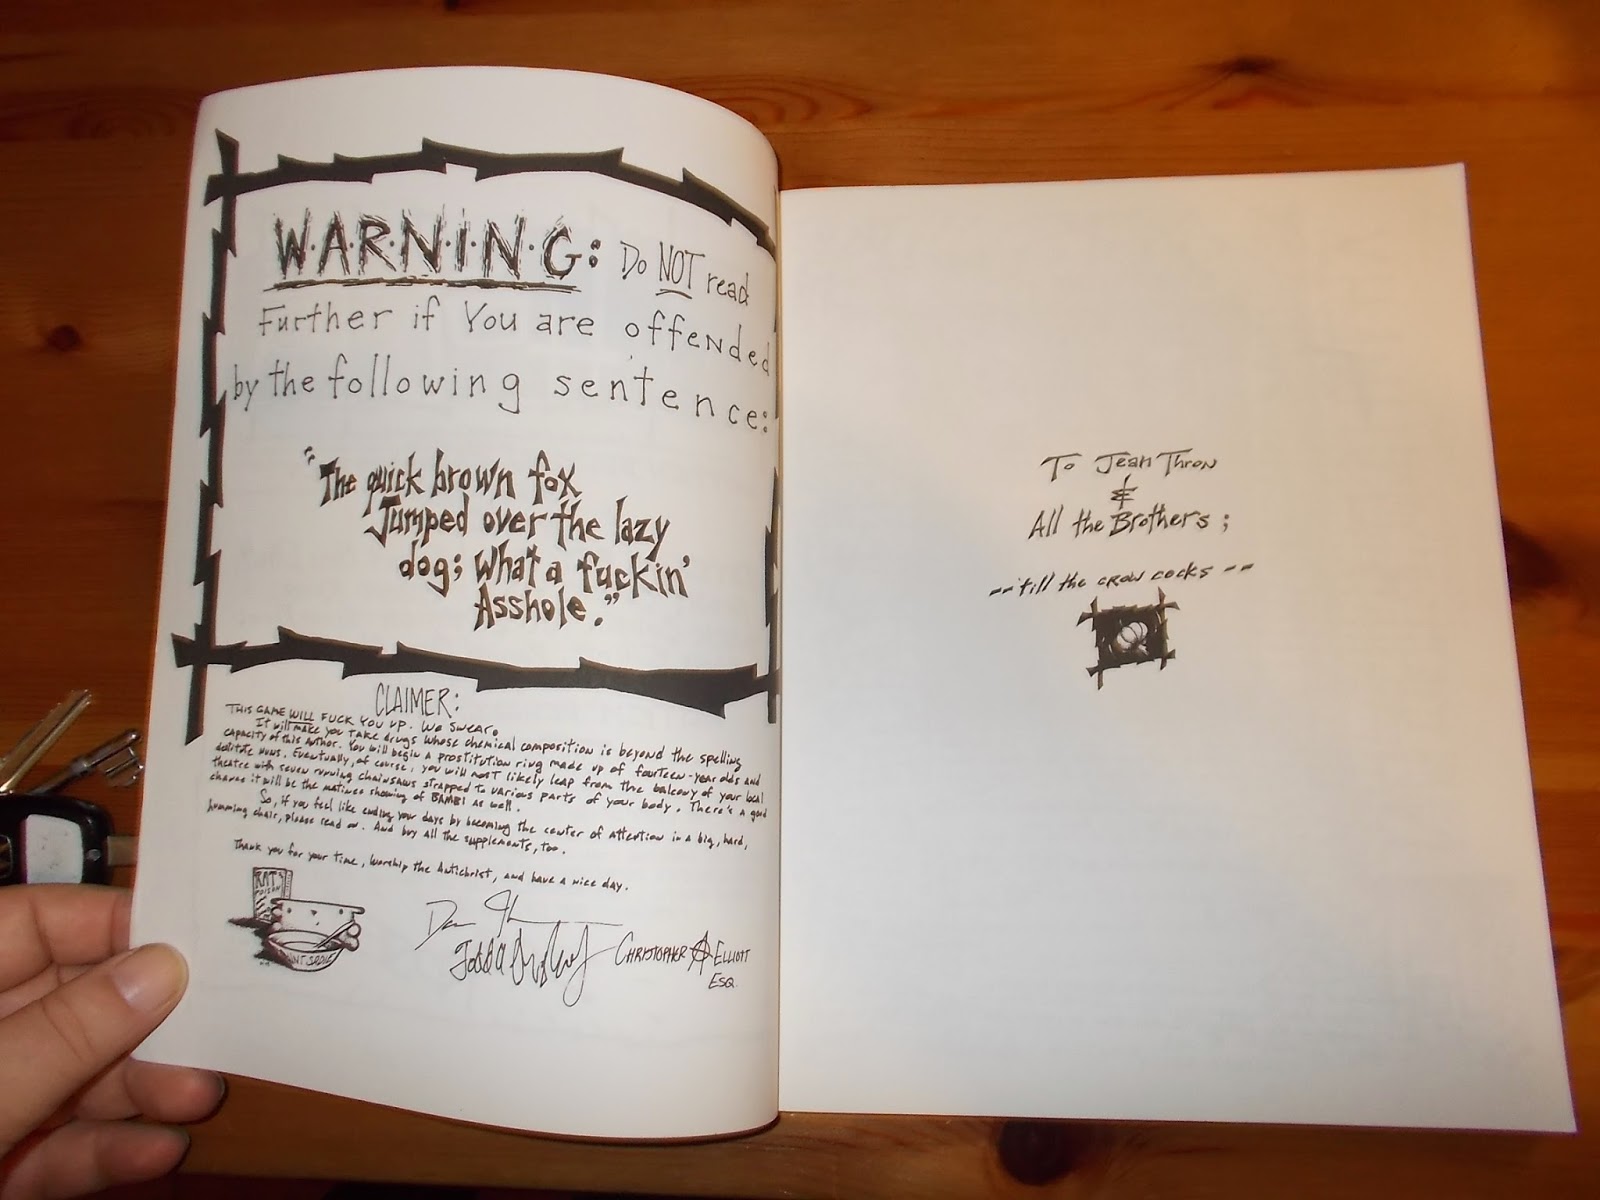 W·A·R·N·I·N·G: Do NOT read
Further if You are offended
by the following sentence:
"The quick brown fox
Jumped over the lazy
dog; What a fuckin'
Asshole."
CLAIMER:
THIS GAME WILL FUCK YOU UP. We swear.
It will make you take drugs whose chemical composition is beyond the spelling
capacity of this author. You will begin a prostitution ring made up of fourteen-year olds and
destitute nuns. Eventually, of course, you will most likely leap from the balcony of your local
theatre with seven running chainsaws strapped to various parts of your body. There's a good
chance it will be the matinee showing of BAMBI as well.
So, if you feel like ending your days by becoming the center of attention in a big, hard,
humming chair, please read on. And buy all the supplements, too.
Thank you for your time, worship the Antichrist, and have a nice day.
RAT
POISON
CHRISTOPHER A ELLIOTT
ESQ.
To Jean Thron
&
All the Brothers;
--'till the crow cocks--